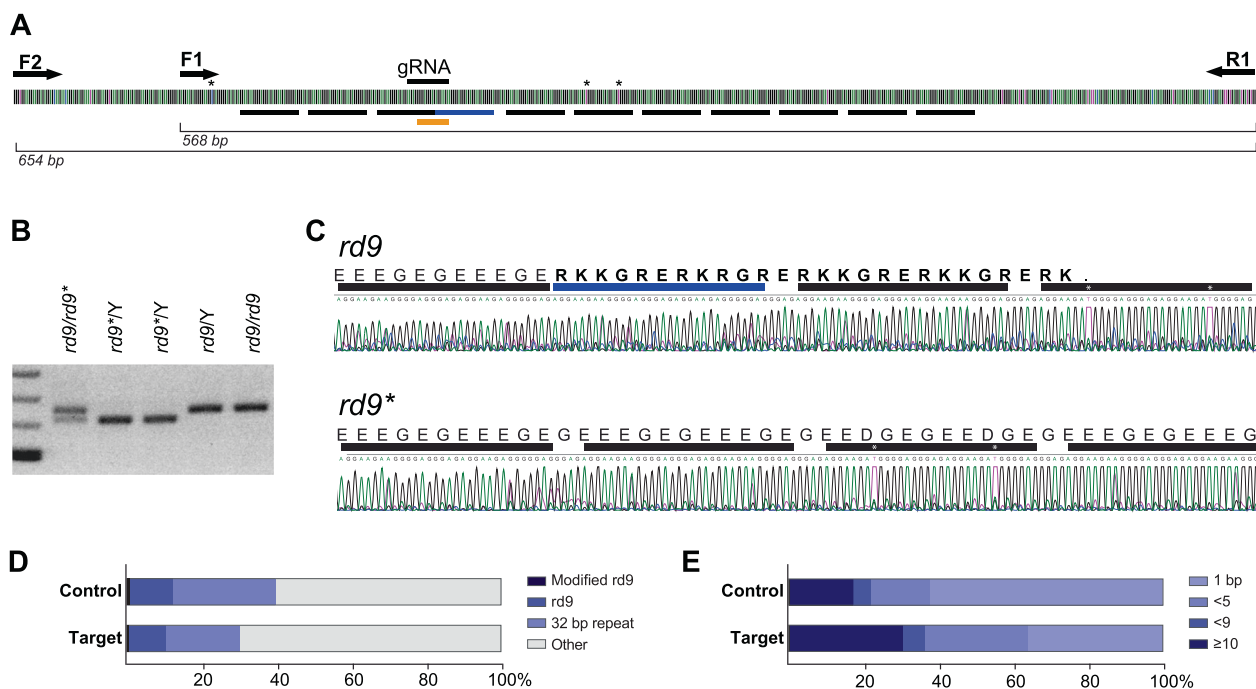 A
F2
F1
gRNA
R1
*
* *
568 bp
654 bp
B
rd9/rd9*
rd9*/Y
rd9*/Y
rd9/Y
rd9/rd9
C
rd9
E E E G E G E E E G E R K K G R E R K R G R E R K K G R E R K K G R E R K .
* *
rd9*
E E E G E G E E E G E G E E E G E G E E E G E G E E D G E G E E D G E G E E E G E G E E E G
* *
D
Control
Target
20 40 60 80 100%
Modified rd9
rd9
32 bp repeat
Other
E
Control
Target
20 40 60 80 100%
1 bp
<5
<9
≥10